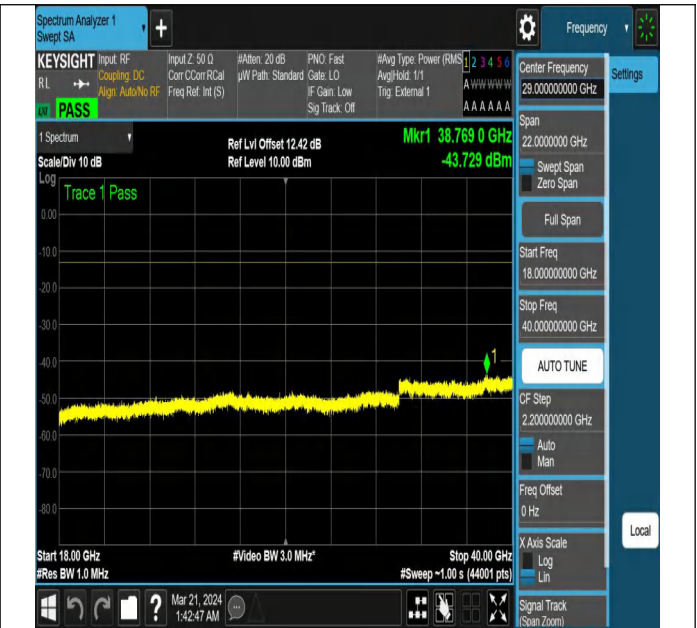 Spectrum Analyzer 1
Swept SA
+
Frequency
KEYSIGHT
RL
PASS
Input: RF
Coupling: DC
Align: Auto/No RF
Input Z: 50 Ω
Corr CCorr RCal
Freq Ref: Int (S)
#Atten: 20 dB
µW Path: Standard
PNO: Fast
Gate: LO
IF Gain: Low
Sig Track: Off
#Avg Type: Power (RMS
Avg|Hold: 1/1
Trig: External 1
1 2 3 4 5 6
A W W W W W
A A A A A A
Center Frequency
29.000000000 GHz
Settings
Span
22.0000000 GHz
Swept Span
Zero Span
Full Span
Start Freq
18.000000000 GHz
Stop Freq
40.000000000 GHz
AUTO TUNE
CF Step
2.200000000 GHz
Auto
Man
Freq Offset
0 Hz
X Axis Scale
Log
Lin
Signal Track
(Span Zoom)
Local
1 Spectrum
Scale/Div 10 dB
Ref Lvl Offset 12.42 dB
Ref Level 10.00 dBm
Mkr1 38.769 0 GHz
-43.729 dBm
Log
Trace 1 Pass
0.00
-10.0
-20.0
-30.0
-40.0
-50.0
-60.0
-70.0
-80.0
1
Start 18.00 GHz
#Video BW 3.0 MHz*
Stop 40.00 GHz
#Res BW 1.0 MHz
#Sweep ~1.00 s (44001 pts)
?
Mar 21, 2024
1:42:47 AM